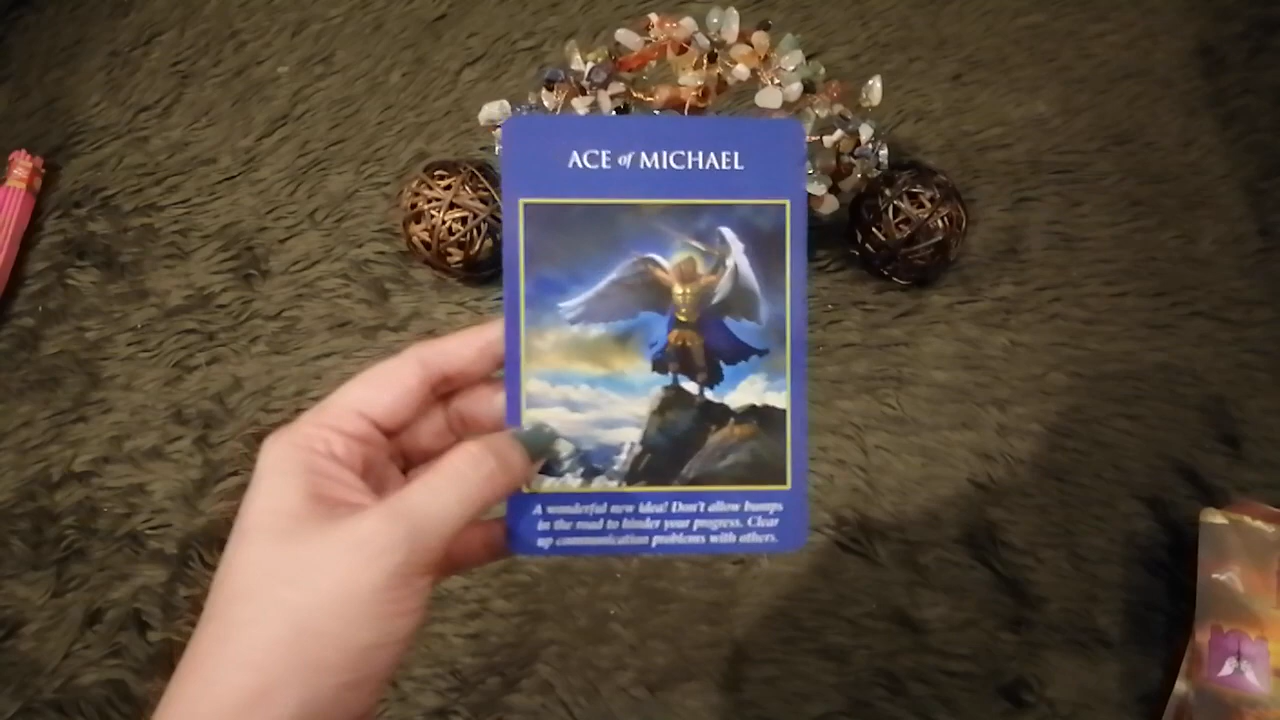 ACE of MICHAEL
A wonderful new idea! Don't allow bumps
in the road to hinder your progress. Clear
up communication problems with others.